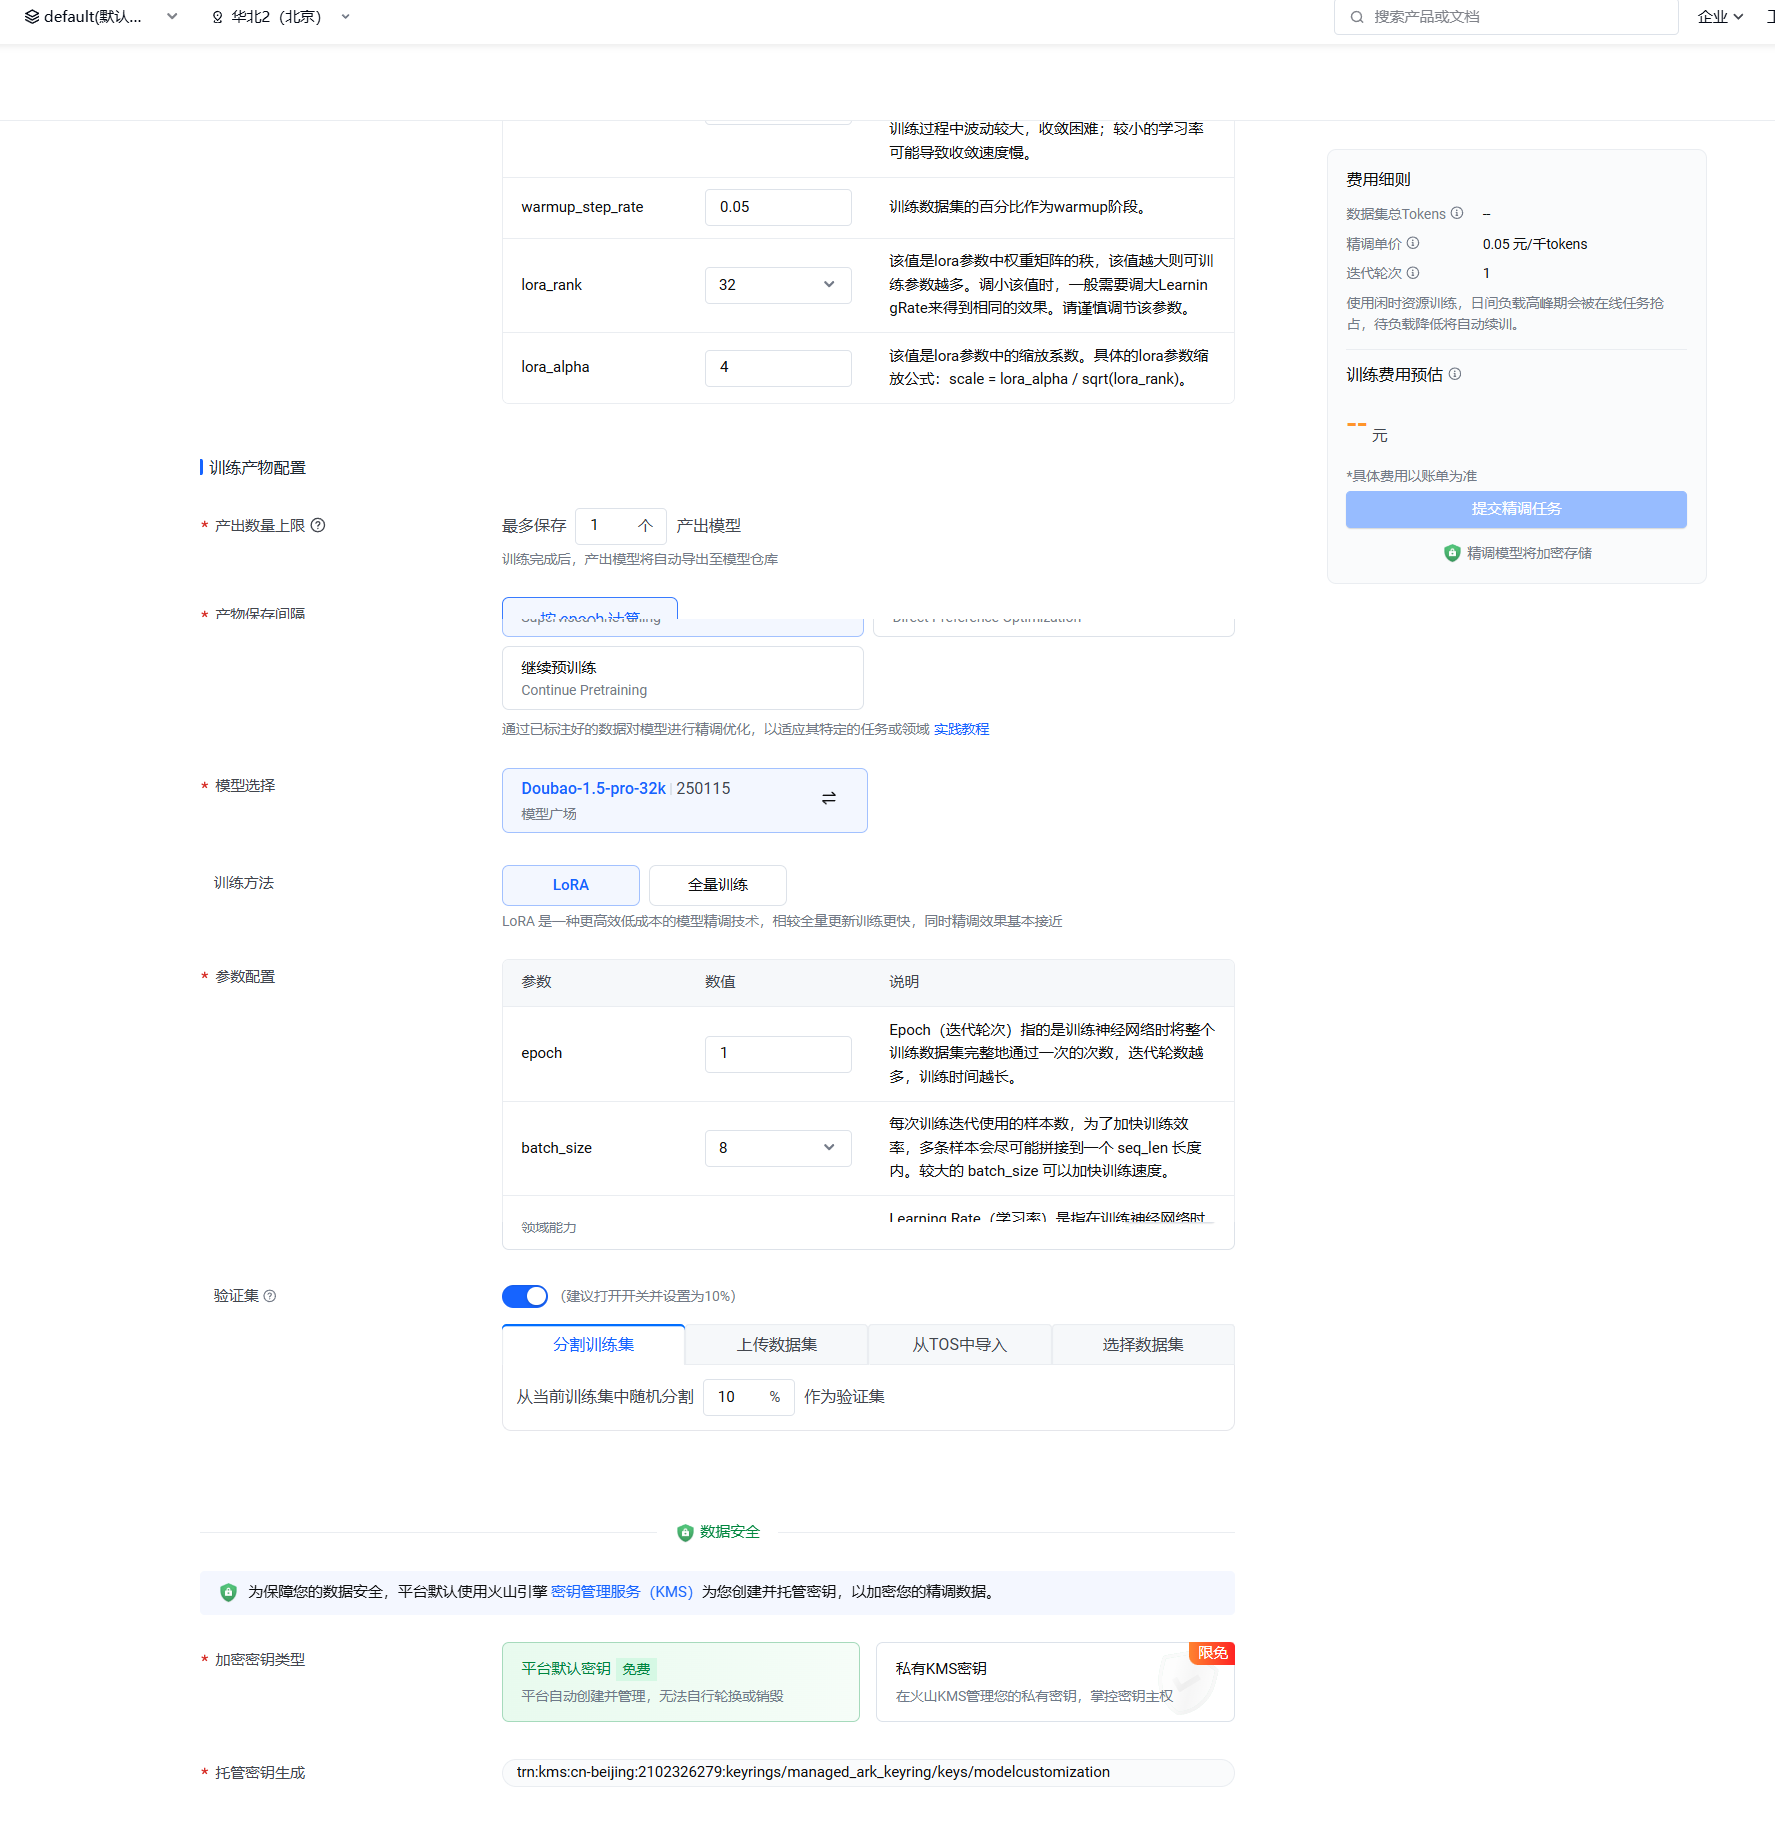 default(默认...
华北2（北京）
搜索产品或文档
企业
训练过程中波动较大，收敛困难；较小的学习率
可能导致收敛速度慢。
warmup_step_rate
0.05
训练数据集的百分比作为warmup阶段。
lora_rank
32
该值是lora参数中权重矩阵的秩，该值越大则可训
练参数越多。调小该值时，一般需要调大Learnin
gRate来得到相同的效果。请谨慎调节该参数。
lora_alpha
4
该值是lora参数中的缩放系数。具体的lora参数缩
放公式：scale = lora_alpha / sqrt(lora_rank)。
费用细则
数据集总Tokens
--
精调单价
0.05 元/千tokens
迭代轮次
1
使用闲时资源训练，日间负载高峰期会被在线任务抢
占，待负载降低将自动续训。
训练费用预估
-- 元
*具体费用以账单为准
提交精调任务
精调模型将加密存储
训练产物配置
* 产出数量上限
最多保存 1 个 产出模型
训练完成后，产出模型将自动导出至模型仓库
* 产物保存间隔
按 epoch 计算
Direct Preference Optimization
继续预训练
Continue Pretraining
通过已标注好的数据对模型进行精调优化，以适应其特定的任务或领域 实践教程
* 模型选择
Doubao-1.5-pro-32k | 250115
模型广场
训练方法
LoRA
全量训练
LoRA 是一种更高效低成本的模型精调技术，相较全量更新训练更快，同时精调效果基本接近
* 参数配置
参数
数值
说明
epoch
1
Epoch（迭代轮次）指的是训练神经网络时将整个
训练数据集完整地通过一次的次数，迭代轮数越
多，训练时间越长。
batch_size
8
每次训练迭代使用的样本数，为了加快训练效
率，多条样本会尽可能拼接到一个 seq_len 长度
内。较大的 batch_size 可以加快训练速度。
Learning Rate（学习率）是指在训练神经网络时
领域能力
验证集
（建议打开开关并设置为10%）
分割训练集
上传数据集
从TOS中导入
选择数据集
从当前训练集中随机分割 10 % 作为验证集
数据安全
为保障您的数据安全，平台默认使用火山引擎 密钥管理服务（KMS）为您创建并托管密钥，以加密您的精调数据。
* 加密密钥类型
平台默认密钥 免费
平台自动创建并管理，无法自行轮换或销毁
私有KMS密钥
限免
在火山KMS管理您的私有密钥，掌控密钥主权
* 托管密钥生成
trn:kms:cn-beijing:2102326279:keyrings/managed_ark_keyring/keys/modelcustomization